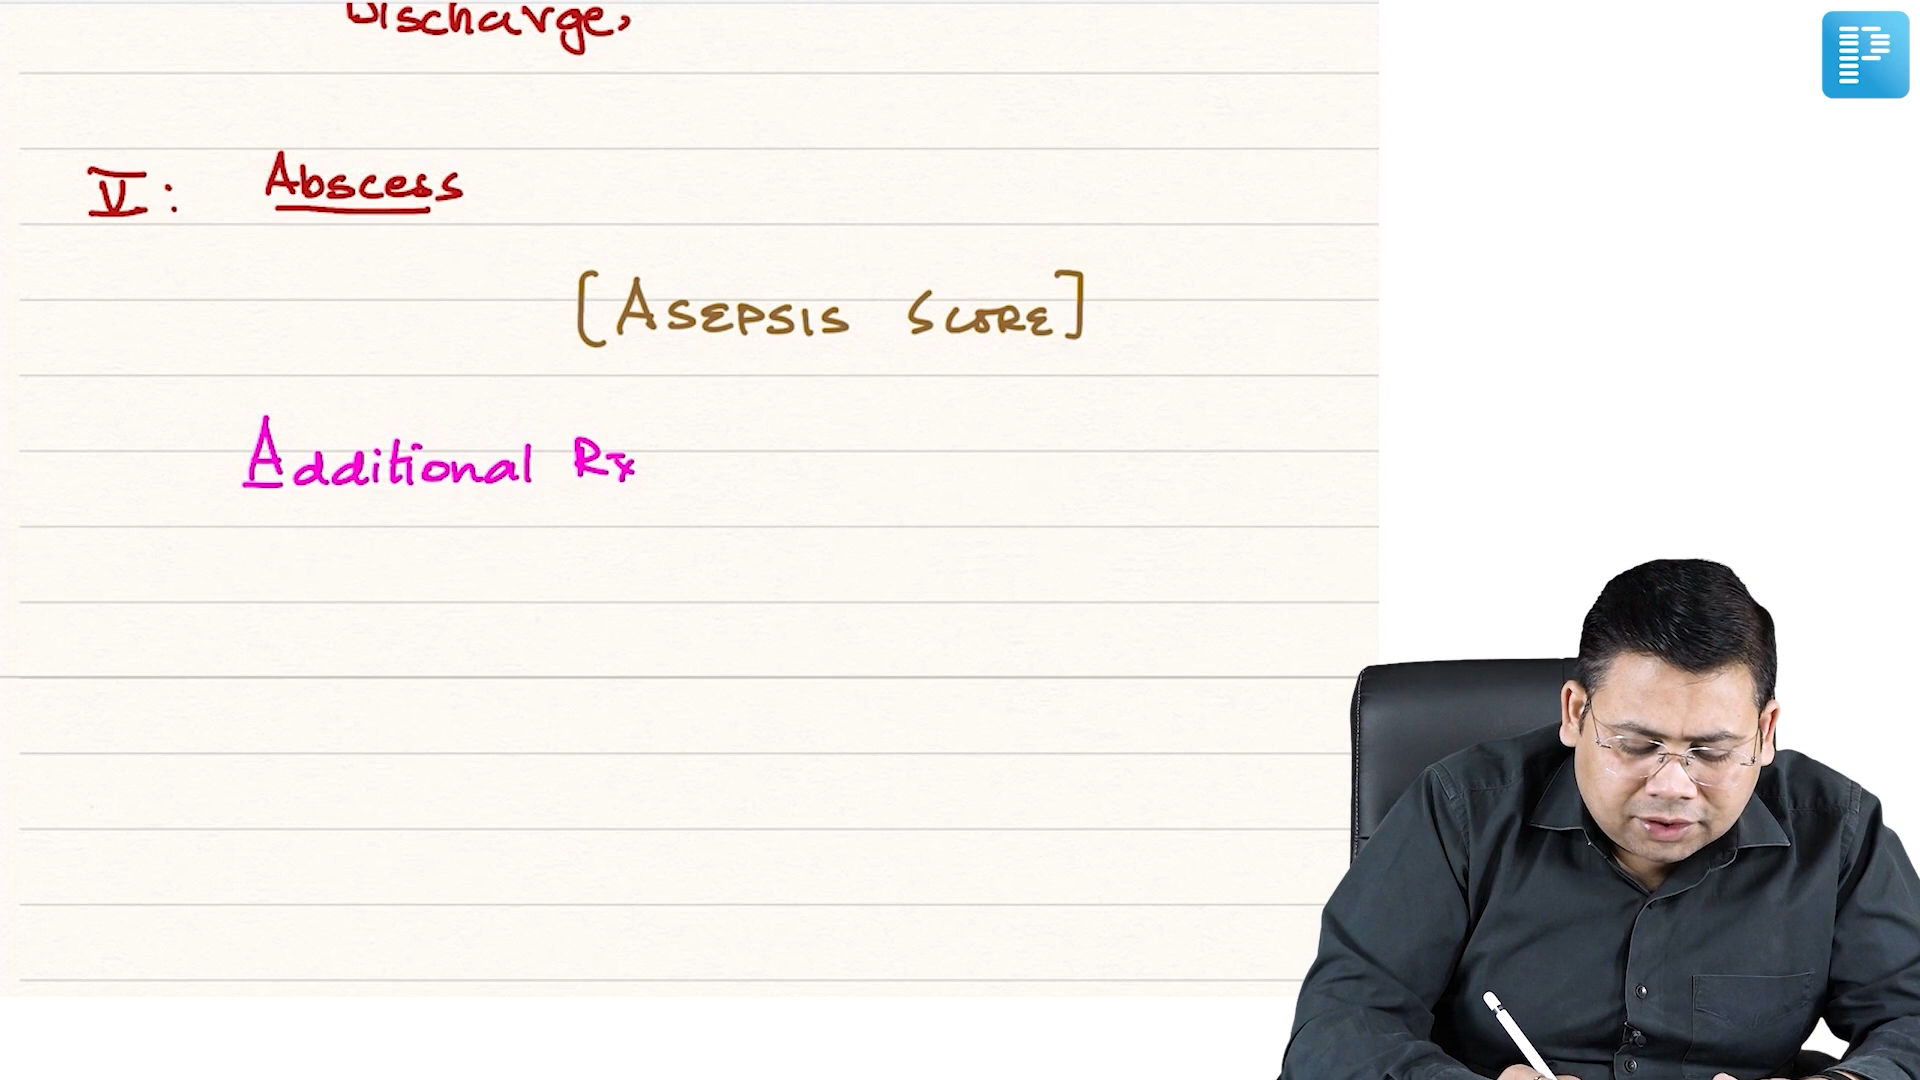 Discharge,
V: Abscess
[ASEPSIS SCORE]
Additional Rx